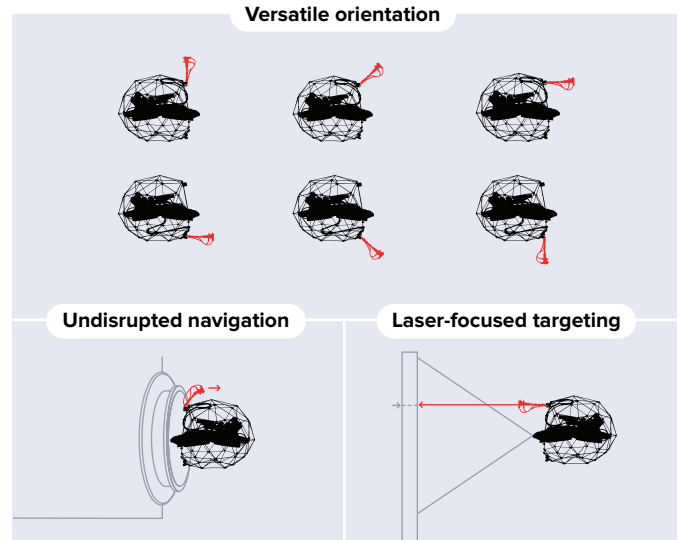 Versatile orientation
Undisrupted navigation
Laser-focused targeting